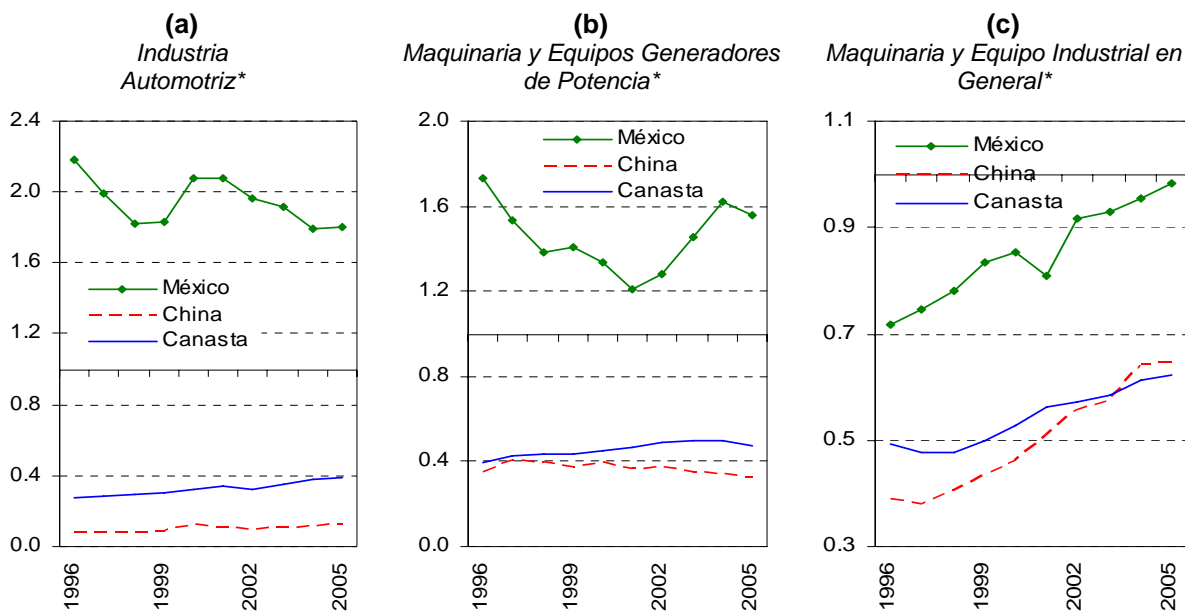 (a)
Industria
Automotriz*
2.4
2.0
1.6
1.2
0.8
0.4
0.0
México
China
Canasta
1996
1999
2002
2005
(b)
Maquinaria y Equipos Generadores
de Potencia*
2.0
1.6
1.2
0.8
0.4
0.0
México
China
Canasta
1996
1999
2002
2005
(c)
Maquinaria y Equipo Industrial en
General*
1.1
0.9
0.7
0.5
0.3
México
China
Canasta
1996
1999
2002
2005